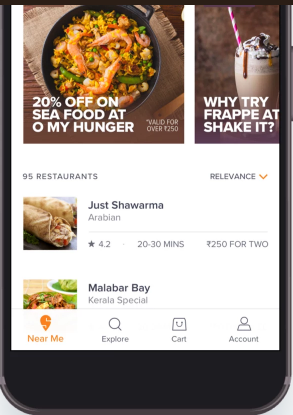 20% OFF ON
SEA FOOD AT
O MY HUNGER
*VALID FOR
OVER ₹250
WHY TRY
FRAPPE AT
SHAKE IT?
95 RESTAURANTS
RELEVANCE
Just Shawarma
Arabian
★ 4.2 · 20-30 MINS ₹250 FOR TWO
Malabar Bay
Kerala Special
Near Me
Explore
Cart
Account